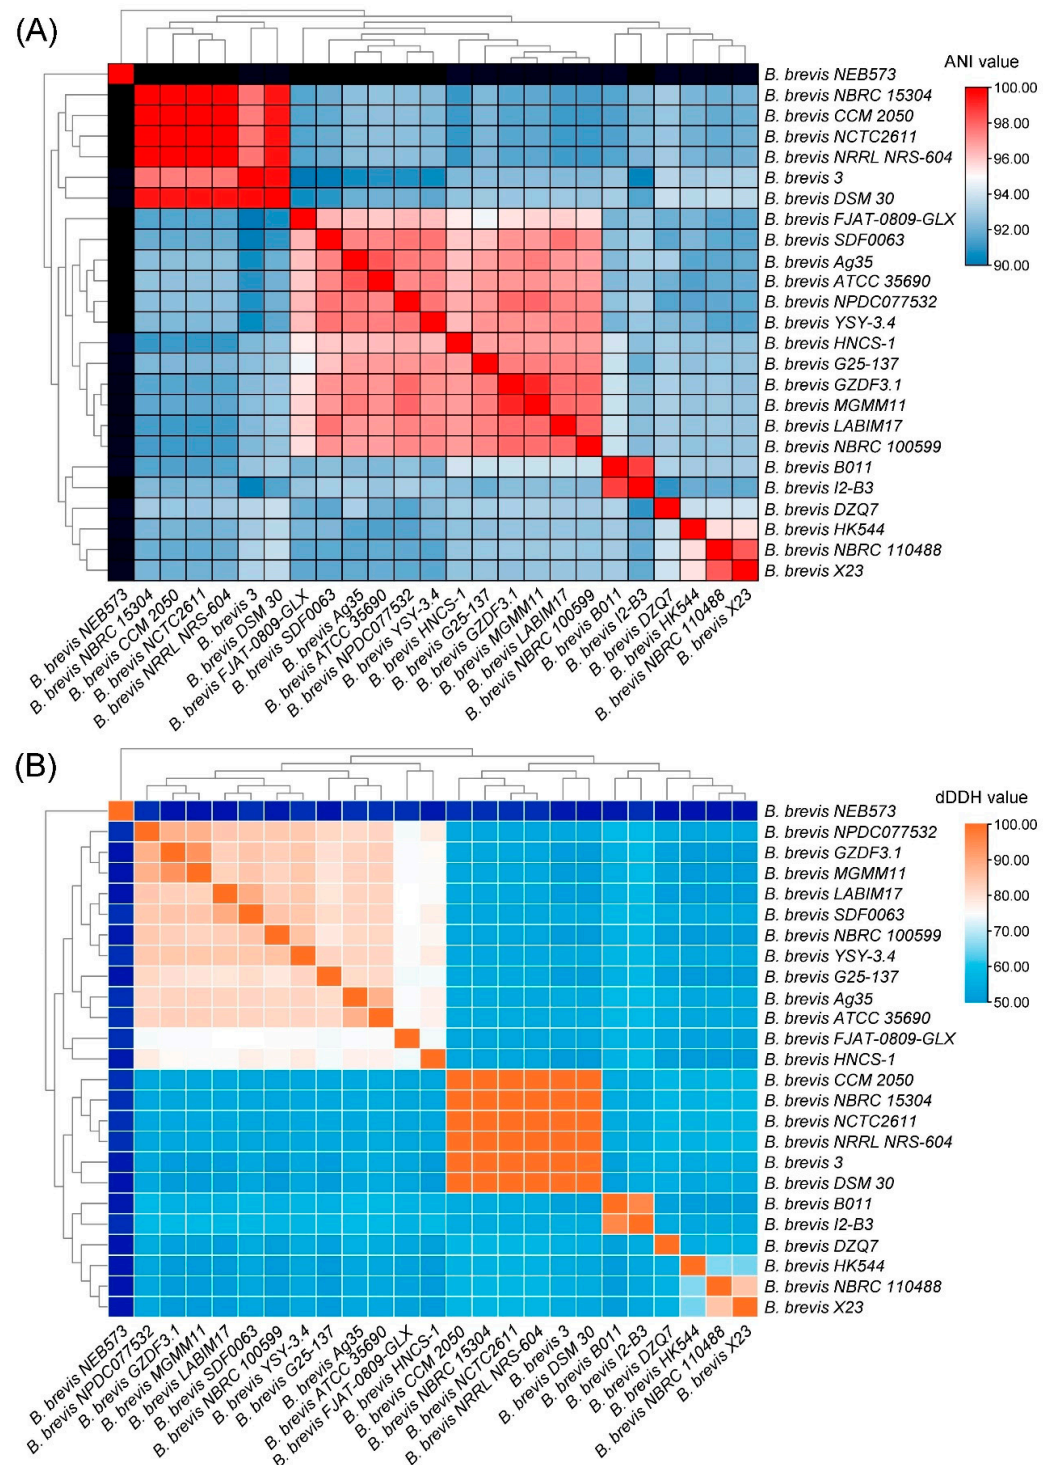 (A)
ANI value
100.00
98.00
96.00
94.00
92.00
90.00
B. brevis NEB573
B. brevis NBRC 15304
B. brevis CCM 2050
B. brevis NCTC2611
B. brevis NRRL NRS-604
B. brevis 3
B. brevis DSM 30
B. brevis FJAT-0809-GLX
B. brevis SDF0063
B. brevis Ag35
B. brevis ATCC 35690
B. brevis NPDC077532
B. brevis YSY-3.4
B. brevis HNCS-1
B. brevis G25-137
B. brevis GZDF3.1
B. brevis MGMM11
B. brevis LABIM17
B. brevis NBRC 100599
B. brevis B011
B. brevis I2-B3
B. brevis DZQ7
B. brevis HK544
B. brevis NBRC 110488
B. brevis X23
B. brevis NEB573
B. brevis NBRC 15304
B. brevis CCM 2050
B. brevis NCTC2611
B. brevis NRRL NRS-604
B. brevis 3
B. brevis DSM 30
B. brevis FJAT-0809-GLX
B. brevis SDF0063
B. brevis Ag35
B. brevis ATCC 35690
B. brevis NPDC077532
B. brevis YSY-3.4
B. brevis HNCS-1
B. brevis G25-137
B. brevis GZDF3.1
B. brevis MGMM11
B. brevis LABIM17
B. brevis NBRC 100599
B. brevis B011
B. brevis I2-B3
B. brevis DZQ7
B. brevis HK544
B. brevis NBRC 110488
B. brevis X23
(B)
dDDH value
100.00
90.00
80.00
70.00
60.00
50.00
B. brevis NEB573
B. brevis NPDC077532
B. brevis GZDF3.1
B. brevis MGMM11
B. brevis LABIM17
B. brevis SDF0063
B. brevis NBRC 100599
B. brevis YSY-3.4
B. brevis G25-137
B. brevis Ag35
B. brevis ATCC 35690
B. brevis FJAT-0809-GLX
B. brevis HNCS-1
B. brevis CCM 2050
B. brevis NBRC 15304
B. brevis NCTC2611
B. brevis NRRL NRS-604
B. brevis 3
B. brevis DSM 30
B. brevis B011
B. brevis I2-B3
B. brevis DZQ7
B. brevis HK544
B. brevis NBRC 110488
B. brevis X23
B. brevis NEB573
B. brevis NPDC077532
B. brevis GZDF3.1
B. brevis MGMM11
B. brevis LABIM17
B. brevis SDF0063
B. brevis NBRC 100599
B. brevis YSY-3.4
B. brevis G25-137
B. brevis Ag35
B. brevis ATCC 35690
B. brevis FJAT-0809-GLX
B. brevis HNCS-1
B. brevis CCM 2050
B. brevis NBRC 15304
B. brevis NCTC2611
B. brevis NRRL NRS-604
B. brevis 3
B. brevis DSM 30
B. brevis B011
B. brevis I2-B3
B. brevis DZQ7
B. brevis HK544
B. brevis NBRC 110488
B. brevis X23